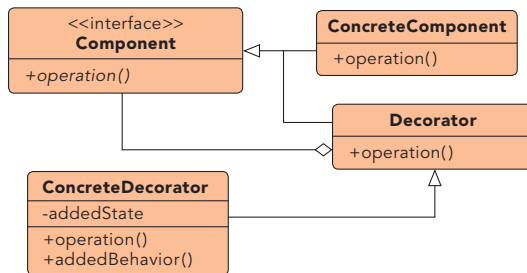 <<interface>>
Component
+operation()
ConcreteComponent
+operation()
Decorator
+operation()
ConcreteDecorator
-addedState
+operation()
+addedBehavior()